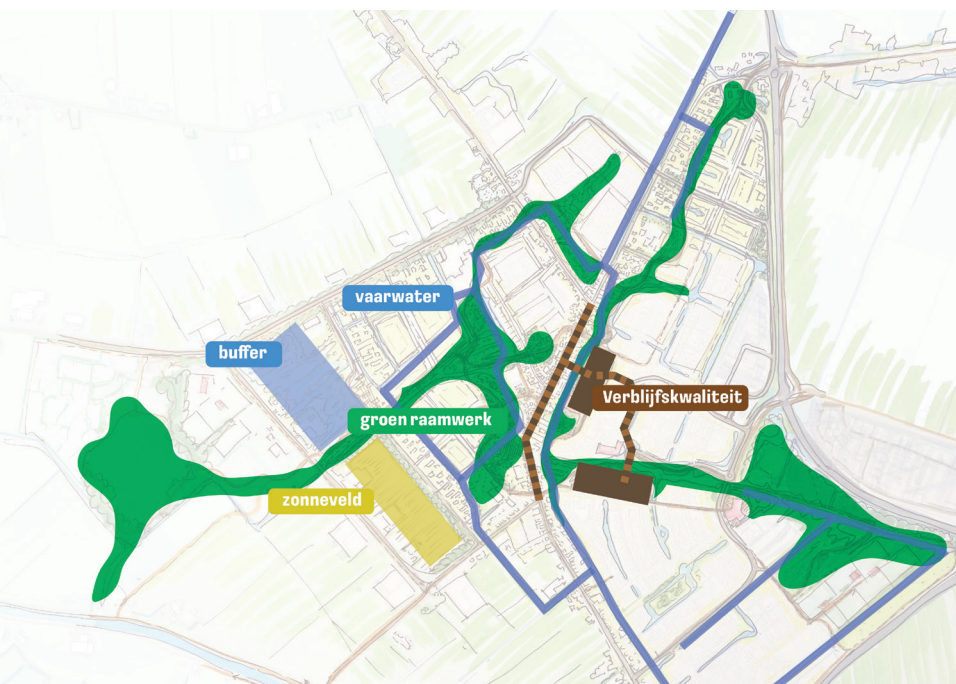 vaarwater
buffer
Verblijfskwaliteit
groen raamwerk
zonneveld